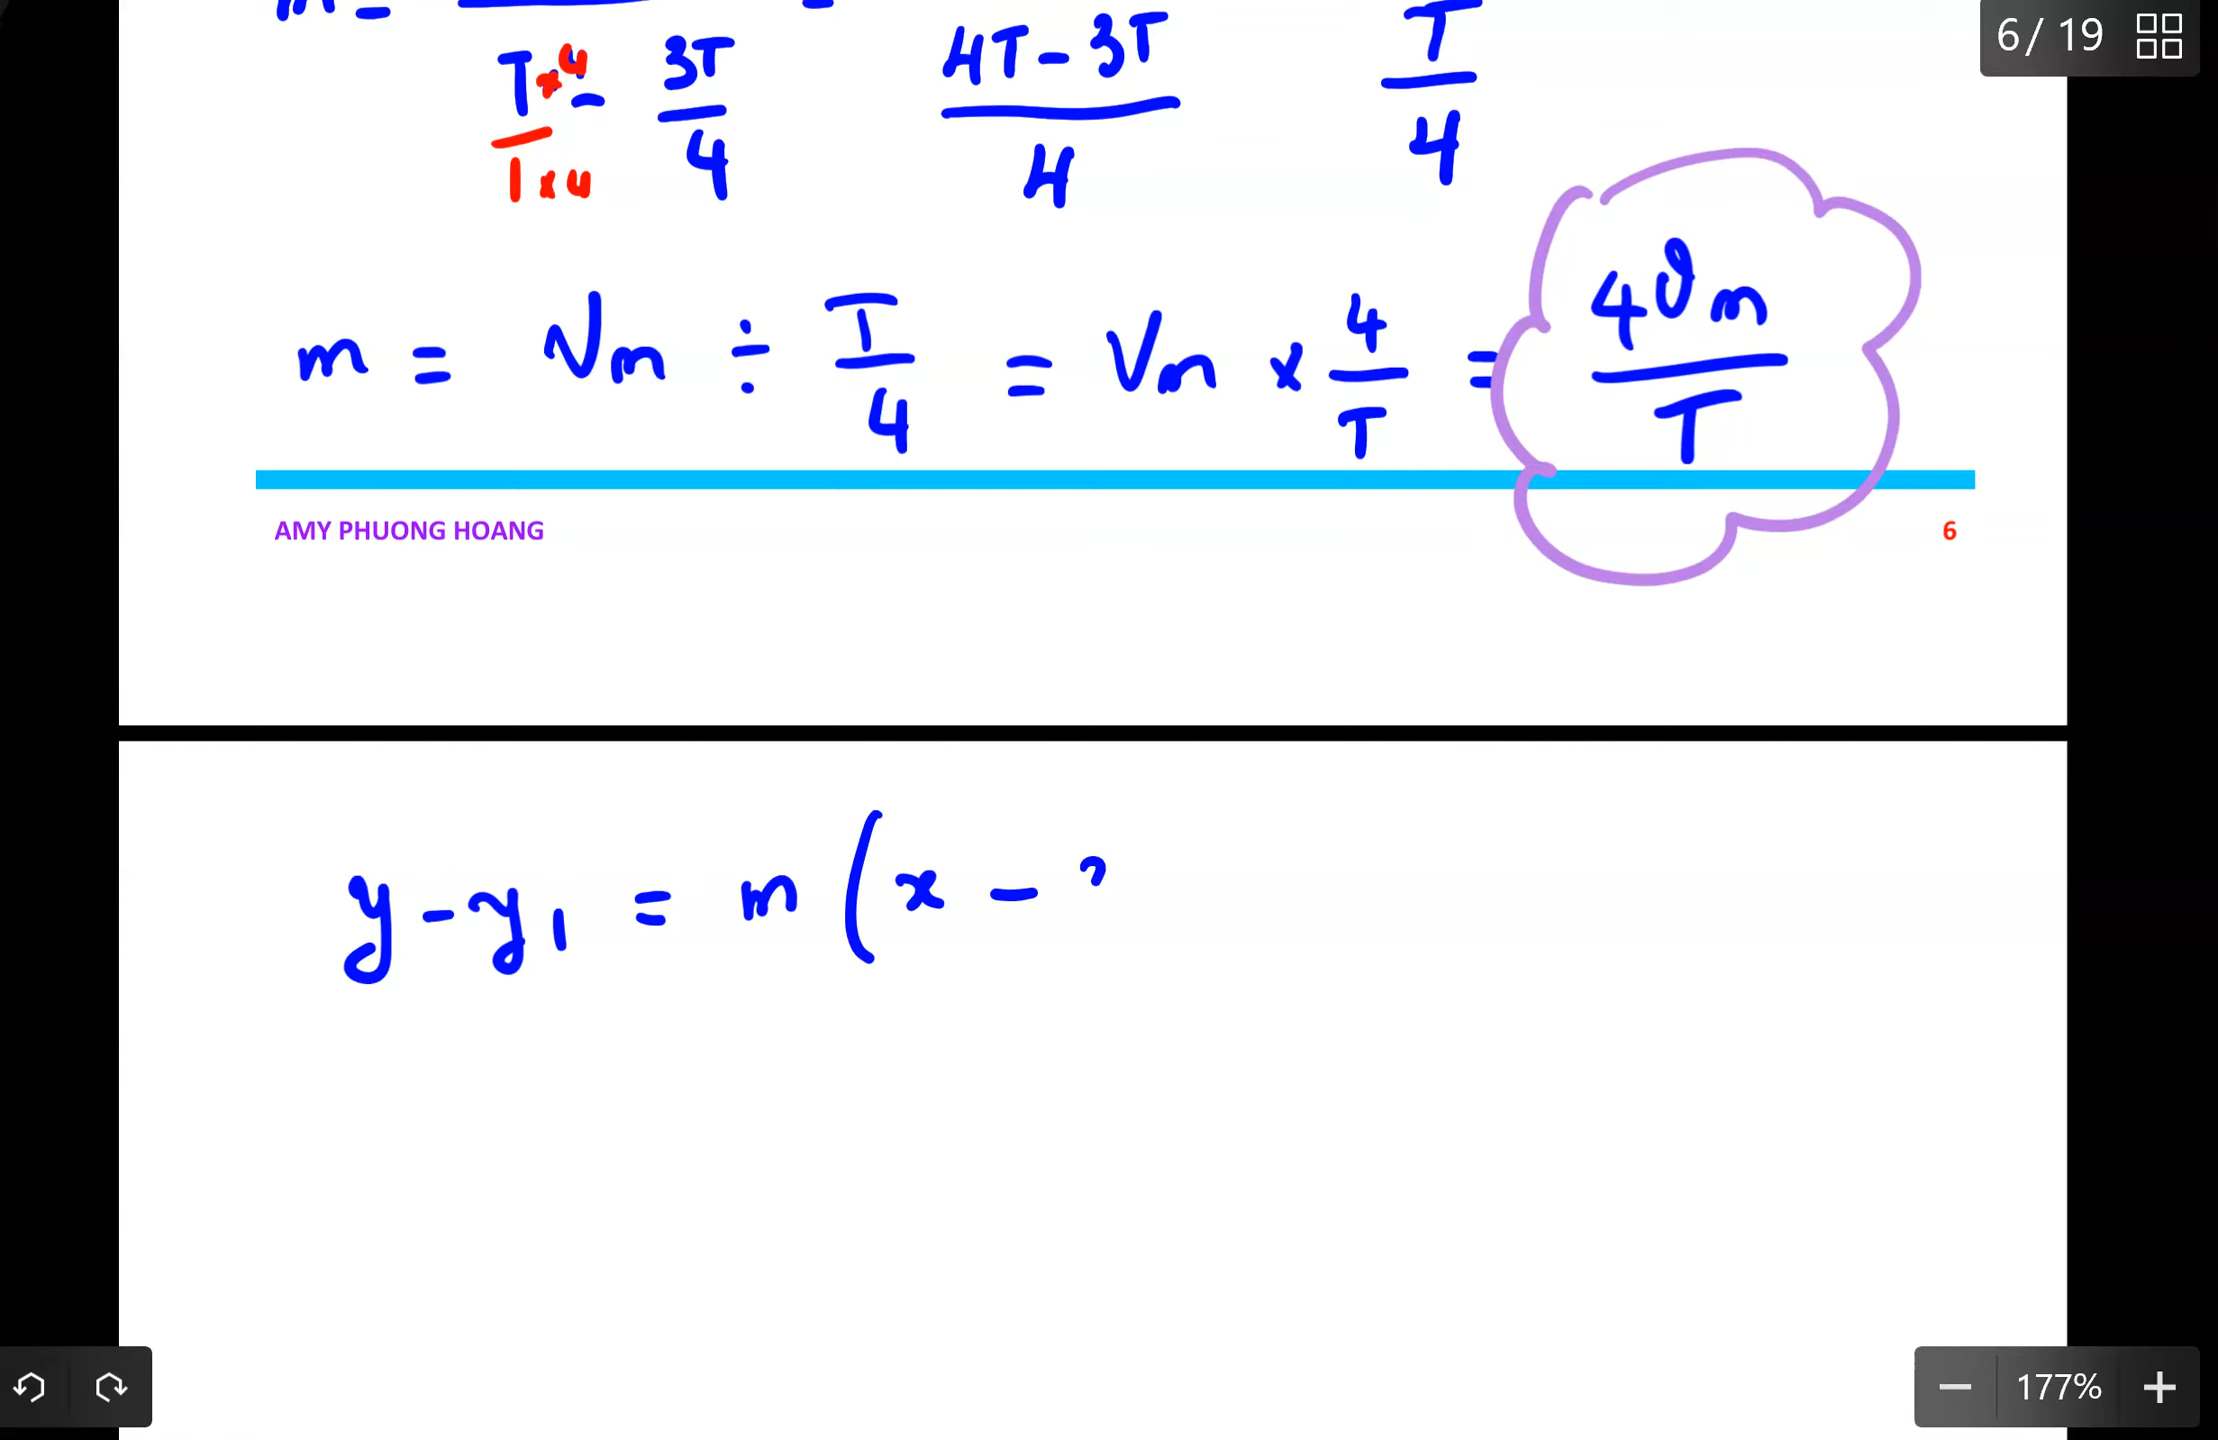 6 / 19
m =
T × 4 - 3T 4T - 3T T
1 × 4 4 4 4
m = Vm ÷ T/4 = Vm × 4/T = 4Vm/T
AMY PHUONG HOANG 6
y - y1 = m ( x -
177%